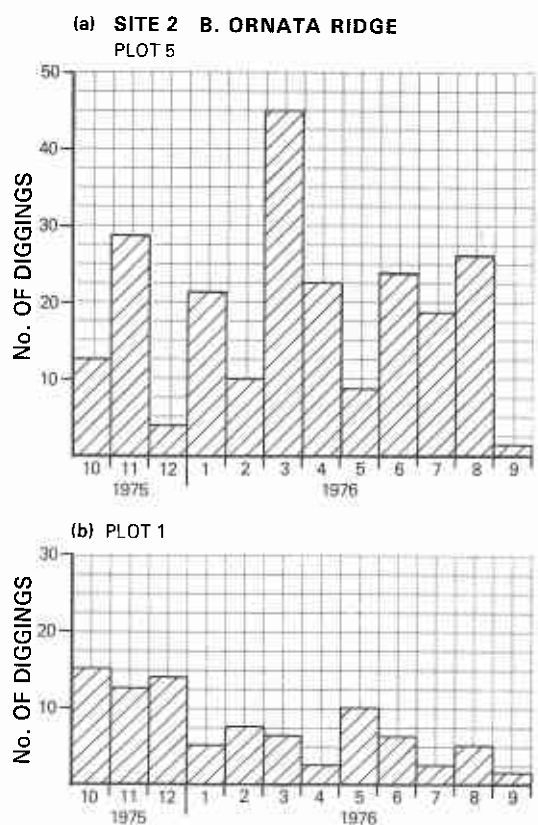 (a) SITE 2 B. ORNATA RIDGE
PLOT 5
No. OF DIGGINGS
50
40
30
20
10
10 11 12 1 2 3 4 5 6 7 8 9
1975 1976
(b) PLOT 1
No. OF DIGGINGS
30
20
10
10 11 12 1 2 3 4 5 6 7 8 9
1975 1976